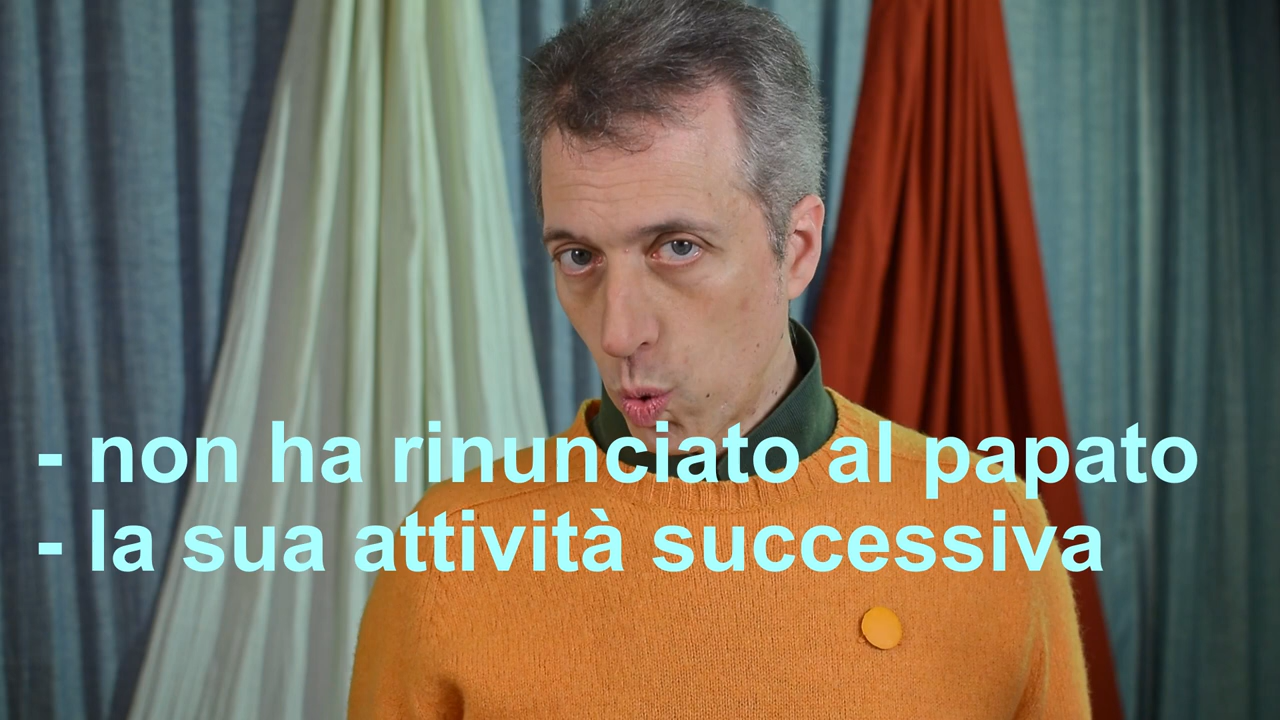 - non ha rinunciato al papato
- la sua attività successiva